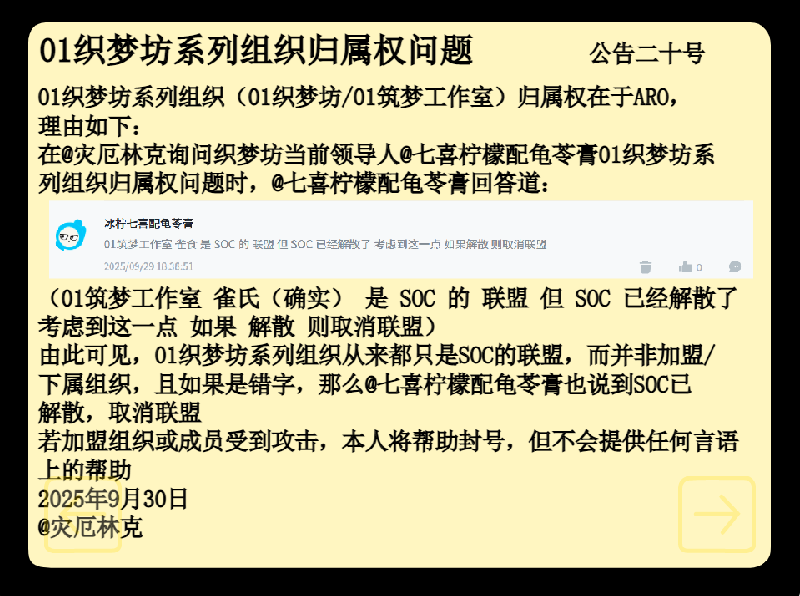 01织梦坊系列组织归属权问题 公告二十号
01织梦坊系列组织（01织梦坊/01筑梦工作室）归属权在于ARO，
理由如下：
在@灾厄林克询问织梦坊当前领导人@七喜柠檬配龟苓膏01织梦坊系
列组织归属权问题时，@七喜柠檬配龟苓膏回答道：
冰柠七喜配龟苓膏
01筑梦工作室 雀食 是 SOC 的 联盟 但 SOC 已经解散了 考虑到这一点 如果解散 则取消联盟
2025/09/29 18:38:51
0
（01筑梦工作室 雀氏（确实） 是 SOC 的 联盟 但 SOC 已经解散了
考虑到这一点 如果 解散 则取消联盟）
由此可见，01织梦坊系列组织从来都只是SOC的联盟，而并非加盟/
下属组织，且如果是错字，那么@七喜柠檬配龟苓膏也说到SOC已
解散，取消联盟
若加盟组织或成员受到攻击，本人将帮助封号，但不会提供任何言语
上的帮助
2025年9月30日
@灾厄林克